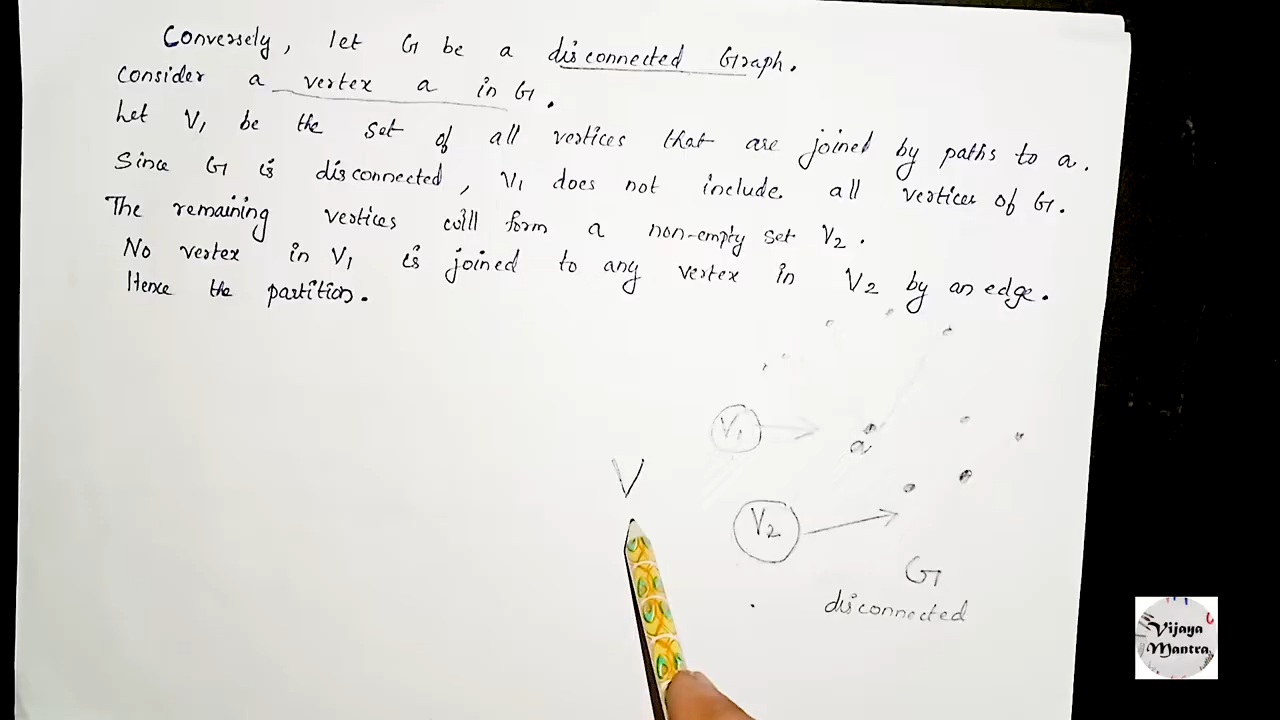 Conversely, let G be a disconnected Graph.
Consider a vertex a in G.
Let V1 be the set of all vertices that are joined by paths to a.
Since G is disconnected, V1 does not include all vertices of G.
The remaining vertices will form a non-empty set V2.
No vertex in V1 is joined to any vertex in V2 by an edge.
Hence the partition.
V1
a
V
V2
G
disconnected
Vijaya
Mantra